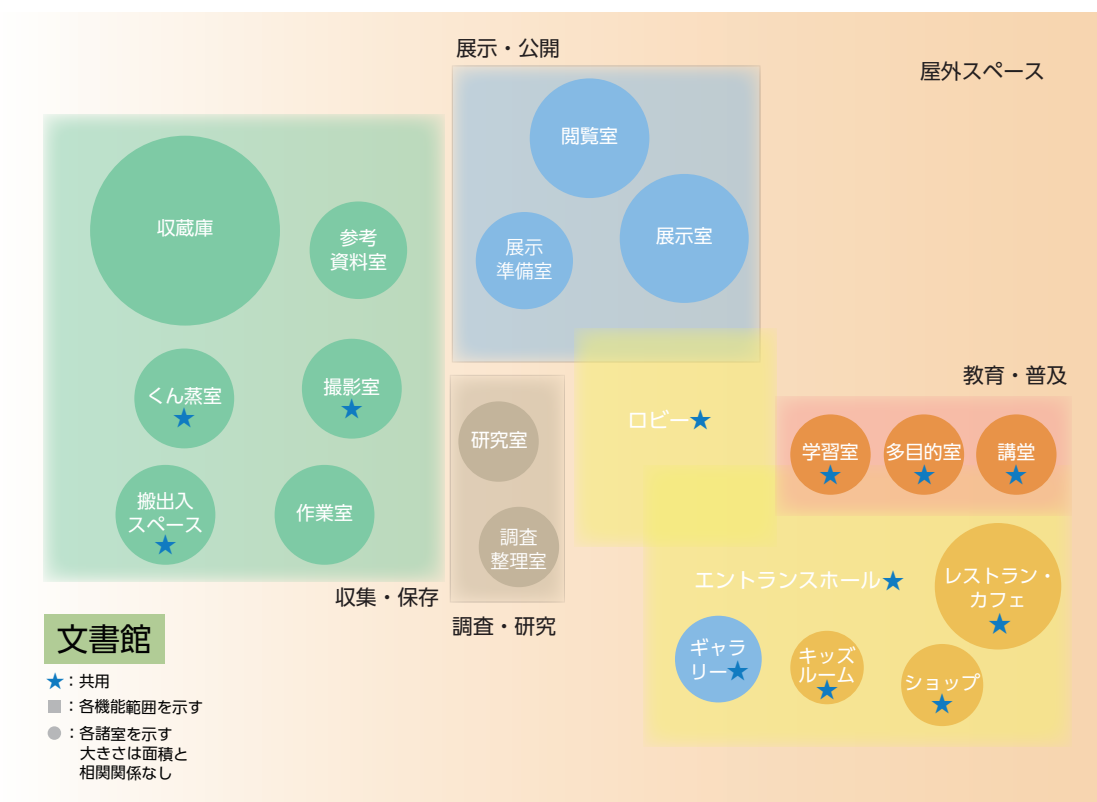 展示・公開
屋外スペース
閲覧室
展示室
展示
準備室
収蔵庫
参考
資料室
くん蒸室
★
撮影室
★
搬出入
スペース
★
作業室
収集・保存
研究室
調査
整理室
調査・研究
ロビー★
教育・普及
学習室
★
多目的室
★
講堂
★
エントランスホール★
レストラン・
カフェ
★
ギャラ
リー★
キッズ
ルーム
★
ショップ
★
文書館
★：共用
■：各機能範囲を示す
●：各諸室を示す
大きさは面積と
相関関係なし